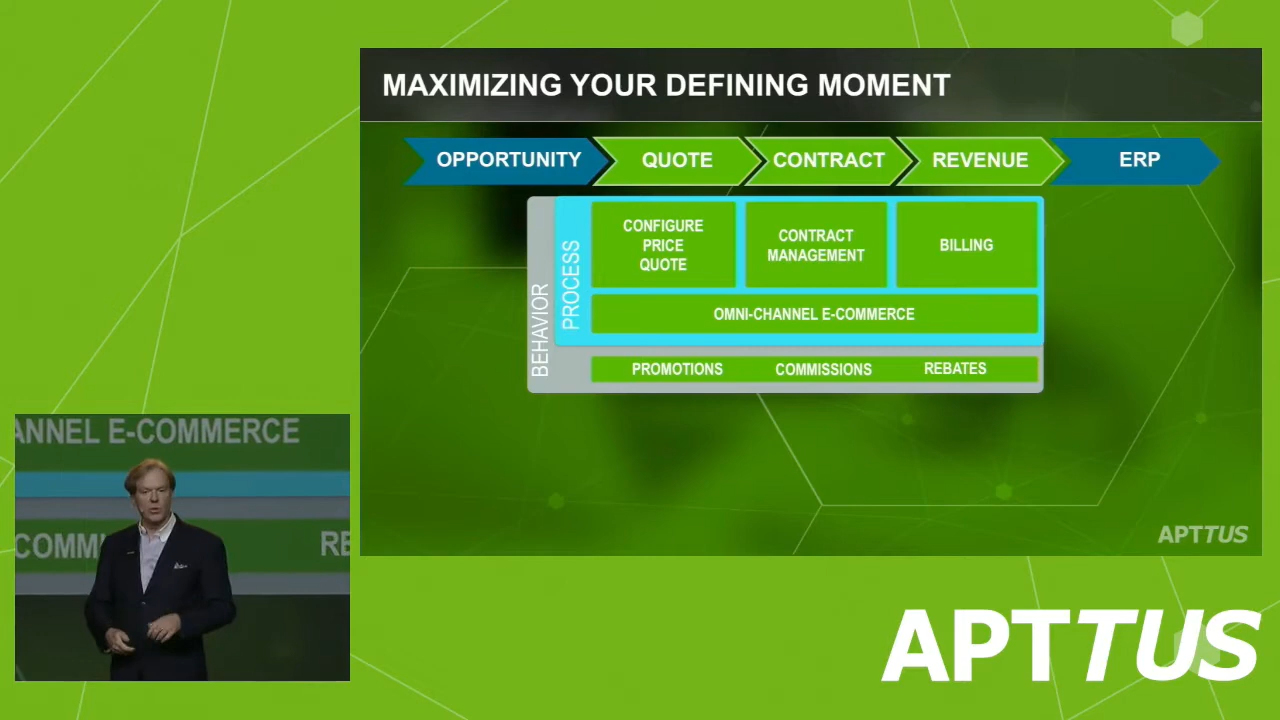 MAXIMIZING YOUR DEFINING MOMENT
OPPORTUNITY
QUOTE
CONTRACT
REVENUE
ERP
BEHAVIOR
PROCESS
CONFIGURE
PRICE
QUOTE
CONTRACT
MANAGEMENT
BILLING
OMNI-CHANNEL E-COMMERCE
PROMOTIONS
COMMISSIONS
REBATES
APTTUS
ANNEL E-COMMERCE
COMMI
RE
APTTUS